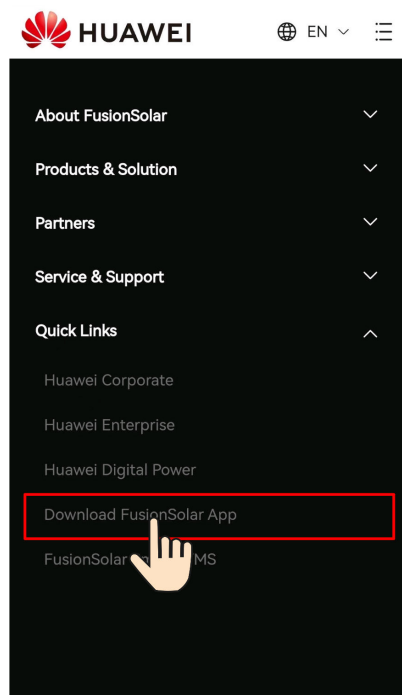 HUAWEI
EN
About FusionSolar
Products & Solution
Partners
Service & Support
Quick Links
Huawei Corporate
Huawei Enterprise
Huawei Digital Power
Download FusionSolar App
FusionSolar MS